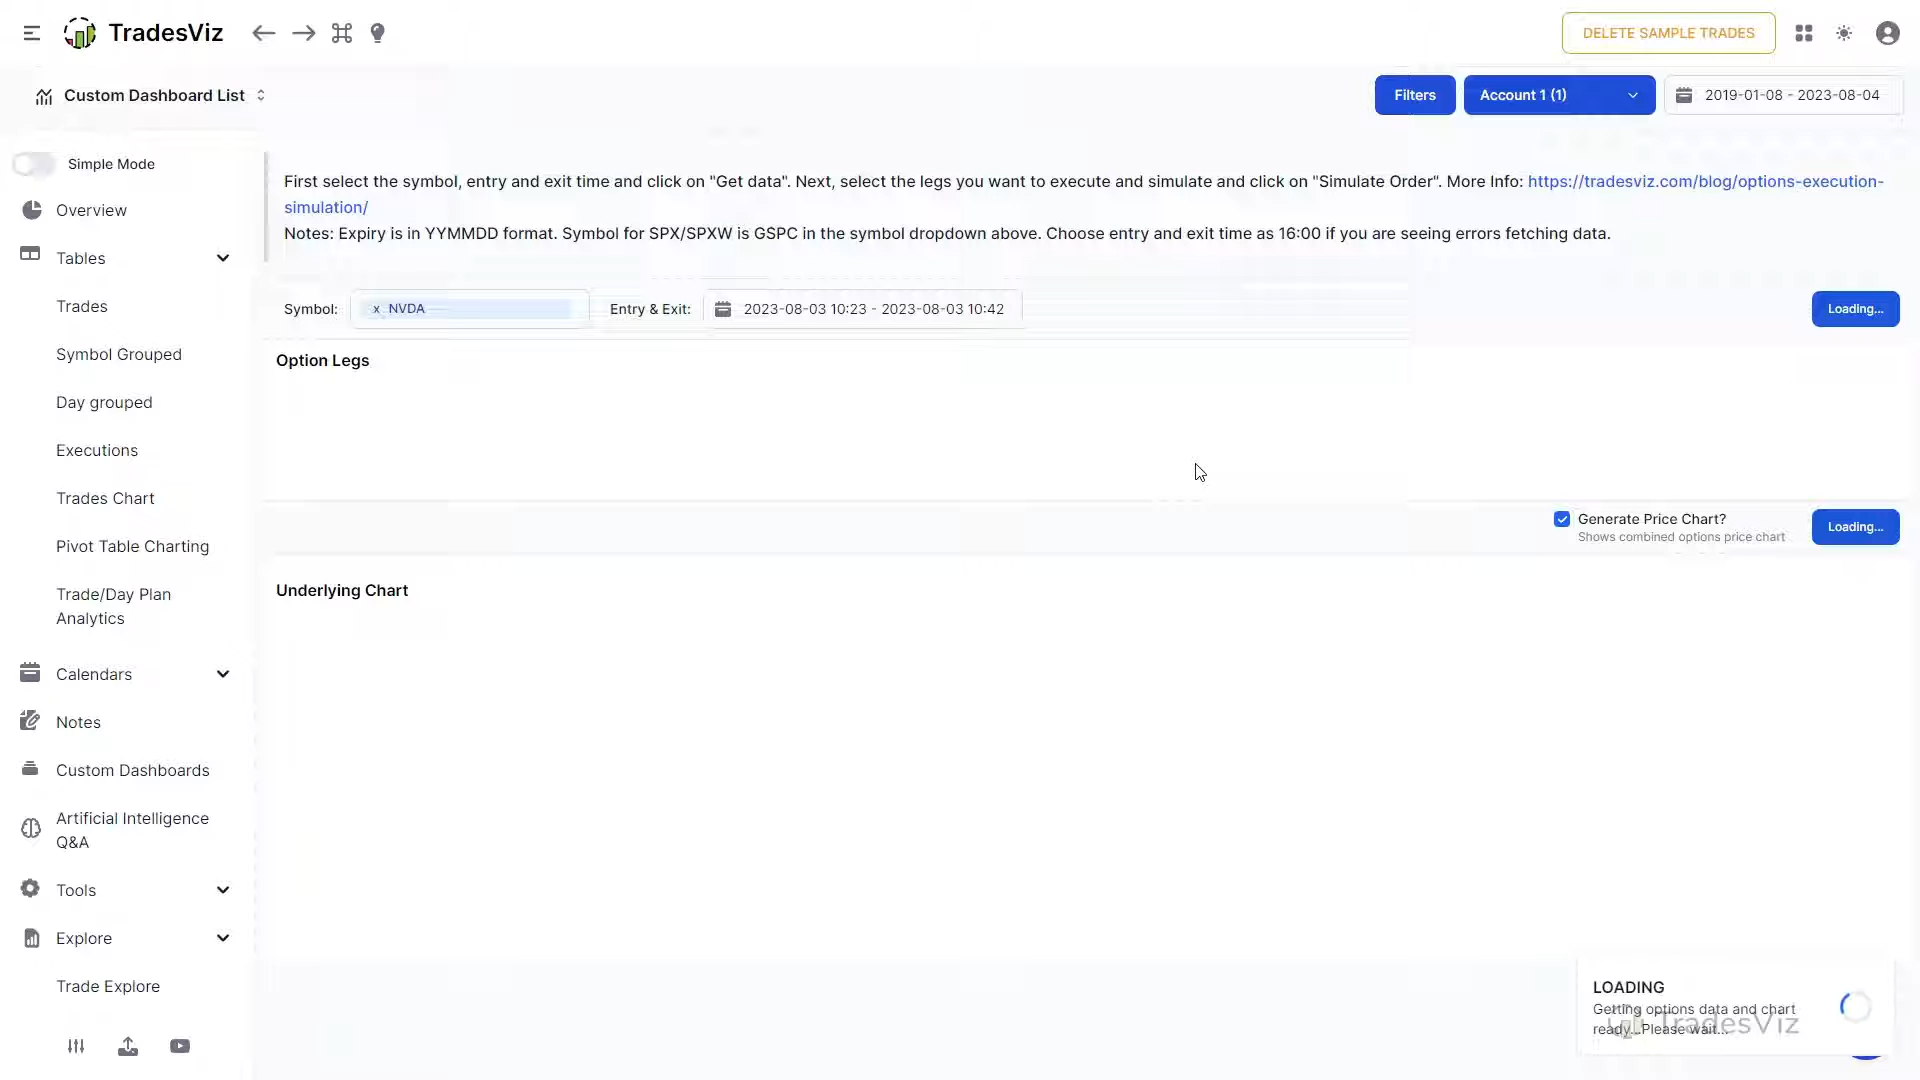 TradesViz
DELETE SAMPLE TRADES
Custom Dashboard List
Filters
Account 1 (1)
2019-01-08 - 2023-08-04
Simple Mode
Overview
Tables
Trades
Symbol Grouped
Day grouped
Executions
Trades Chart
Pivot Table Charting
Trade/Day Plan
Analytics
Calendars
Notes
Custom Dashboards
Artificial Intelligence
Q&A
Tools
Explore
Trade Explore
First select the symbol, entry and exit time and click on "Get data". Next, select the legs you want to execute and simulate and click on "Simulate Order". More Info: https://tradesviz.com/blog/options-execution-
simulation/
Notes: Expiry is in YYMMDD format. Symbol for SPX/SPXW is GSPC in the symbol dropdown above. Choose entry and exit time as 16:00 if you are seeing errors fetching data.
Symbol:
x NVDA
Entry & Exit:
2023-08-03 10:23 - 2023-08-03 10:42
Loading...
Option Legs
Generate Price Chart?
Shows combined options price chart
Loading...
Underlying Chart
LOADING
Getting options data and chart
ready...Please wait...
TradesViz